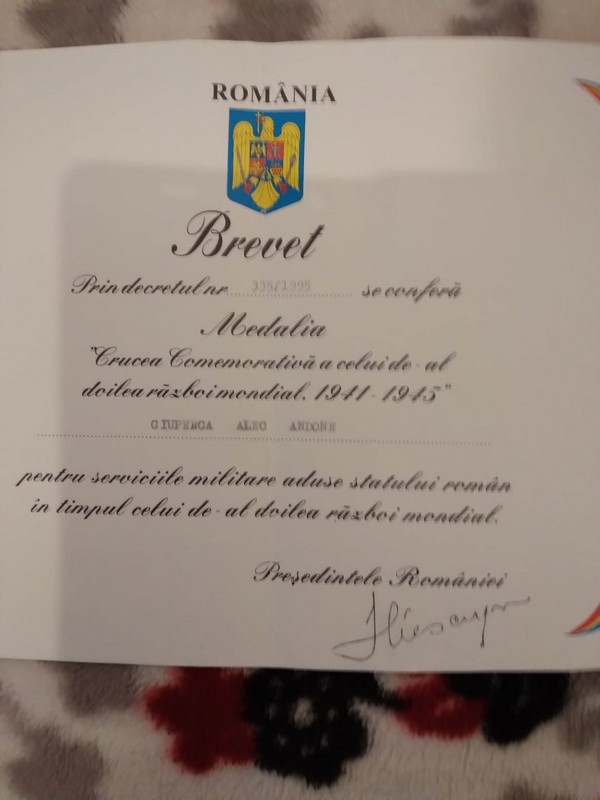 ROMÂNIA
Brevet
Prin decretul nr. 335/1995 se conferă
Medalia
"Crucea Comemorativă a celui de-al
doilea război mondial, 1941-1945"
CIUPERCA ALEC ANDONE
pentru serviciile militare aduse statului român
în timpul celui de-al doilea război mondial.
Președintele României